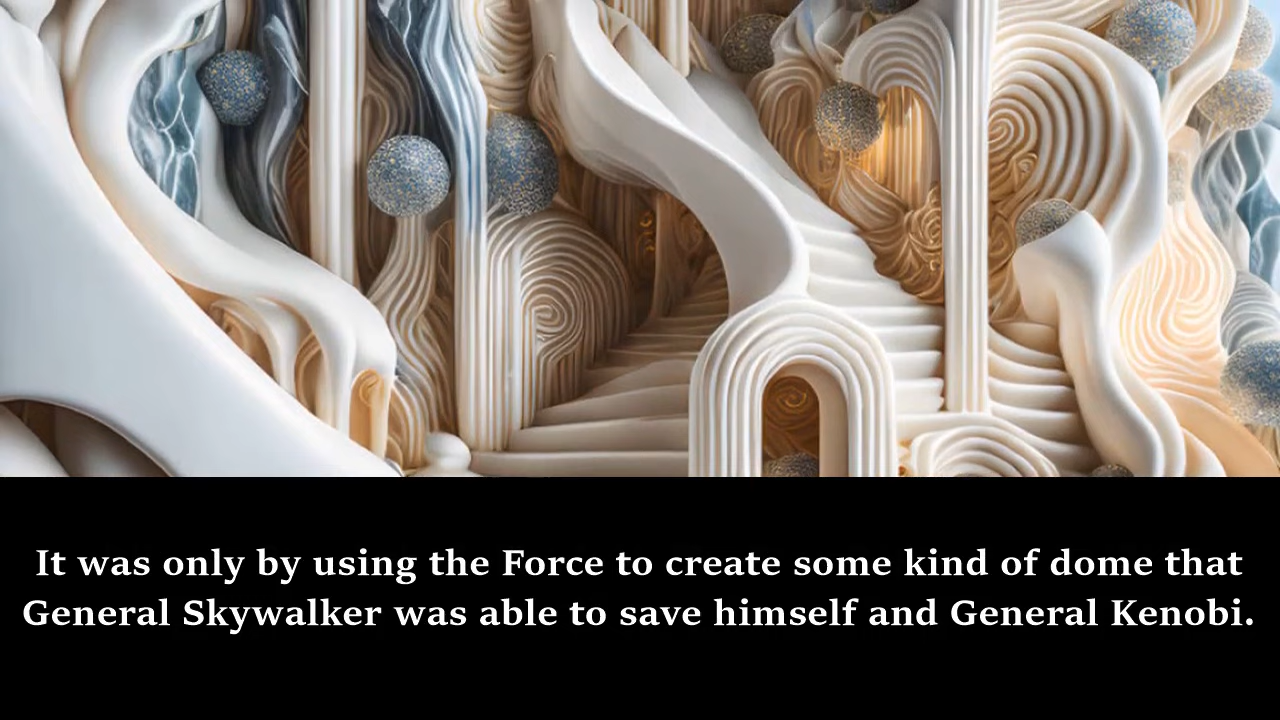 It was only by using the Force to create some kind of dome that
General Skywalker was able to save himself and General Kenobi.